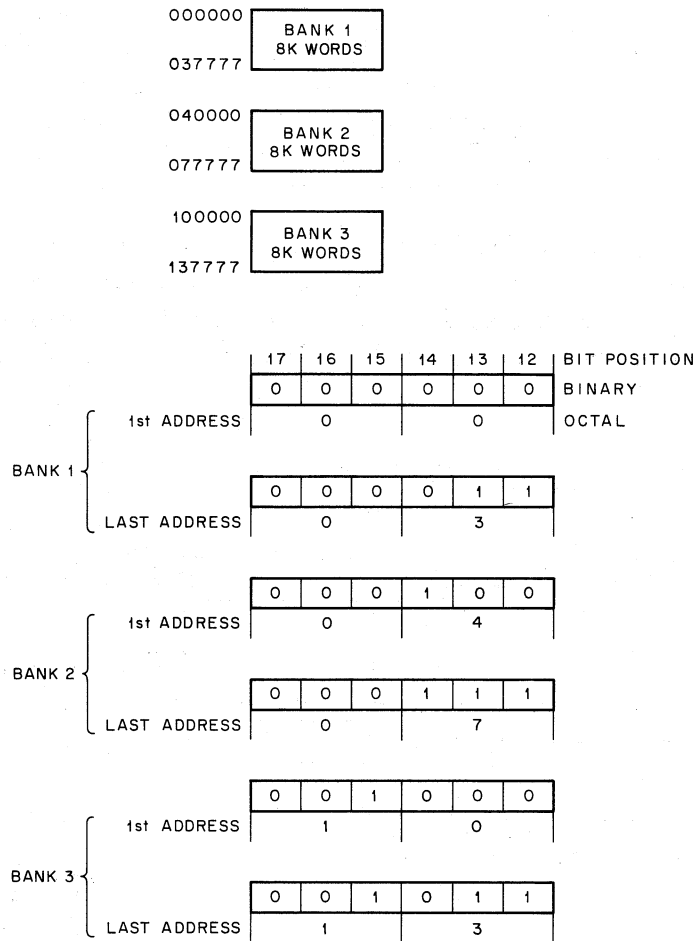 000000
BANK 1
8K WORDS
037777
040000
BANK 2
8K WORDS
077777
100000
BANK 3
8K WORDS
137777
17 16 15 14 13 12 BIT POSITION
0 0 0 0 0 0 BINARY
1st ADDRESS 0 0 OCTAL
BANK 1
0 0 0 0 1 1
LAST ADDRESS 0 3
0 0 0 1 0 0
1st ADDRESS 0 4
BANK 2
0 0 0 1 1 1
LAST ADDRESS 0 7
0 0 1 0 0 0
1st ADDRESS 1 0
BANK 3
0 0 1 0 1 1
LAST ADDRESS 1 3